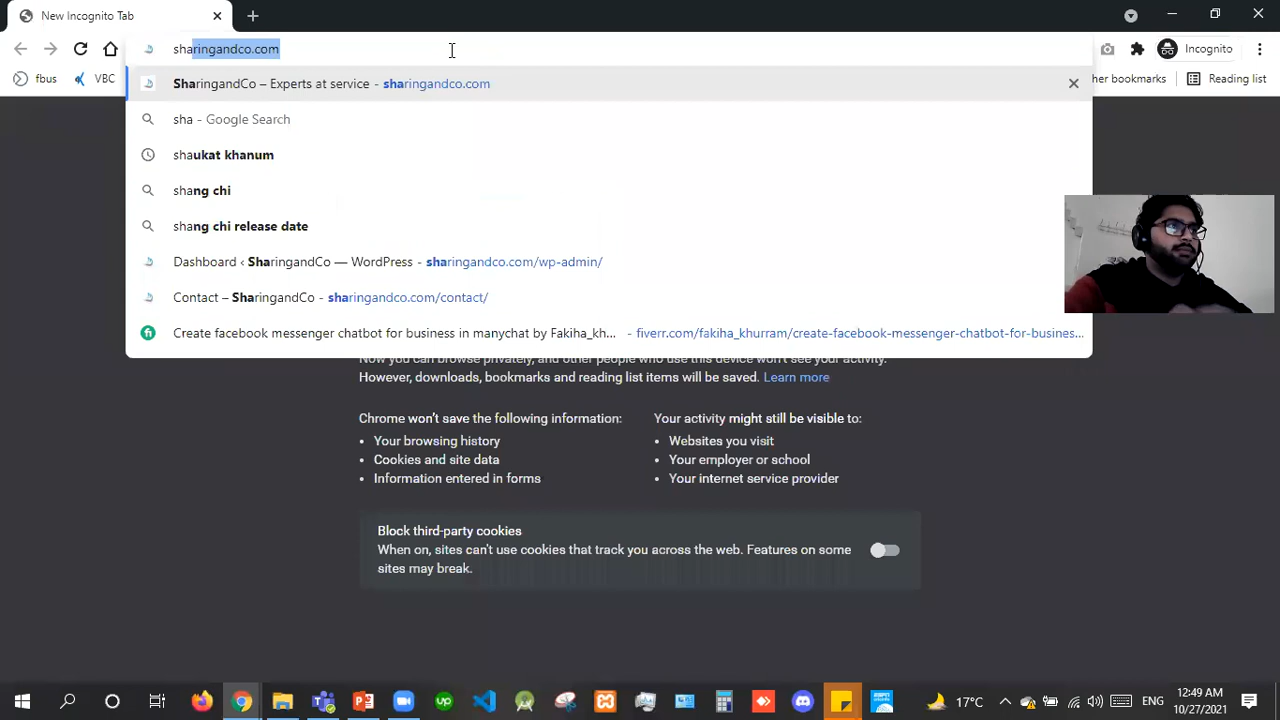 New Incognito Tab
sharingandco.com
Incognito
fbus
VBC
her bookmarks
Reading list
SharingandCo – Experts at service - sharingandco.com
sha - Google Search
shaukat khanum
shang chi
shang chi release date
Dashboard ‹ SharingandCo — WordPress - sharingandco.com/wp-admin/
Contact – SharingandCo - sharingandco.com/contact/
Create facebook messenger chatbot for business in manychat by Fakiha_kh... - fiverr.com/fakiha_khurram/create-facebook-messenger-chatbot-for-busines...
Now you can browse privately, and other people who use this device won't see your activity.
However, downloads, bookmarks and reading list items will be saved. Learn more
Chrome won't save the following information:
• Your browsing history
• Cookies and site data
• Information entered in forms
Your activity might still be visible to:
• Websites you visit
• Your employer or school
• Your internet service provider
Block third-party cookies
When on, sites can't use cookies that track you across the web. Features on some
sites may break.
17°C
ENG
12:49 AM
10/27/2021